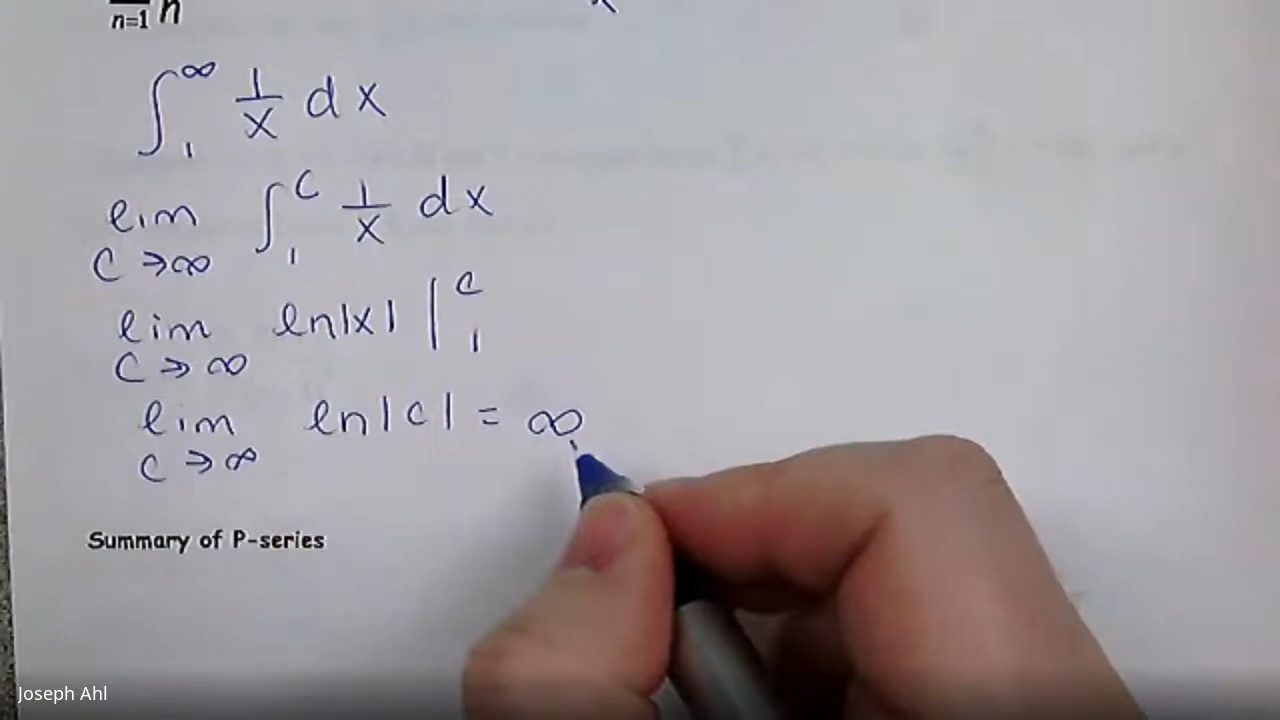 n=1 n
∫₁^∞ 1/x dx
lim C→∞ ∫₁^C 1/x dx
lim C→∞ ln|x| |₁^C
lim C→∞ ln|C| = ∞
Summary of P-series
Joseph Ahl